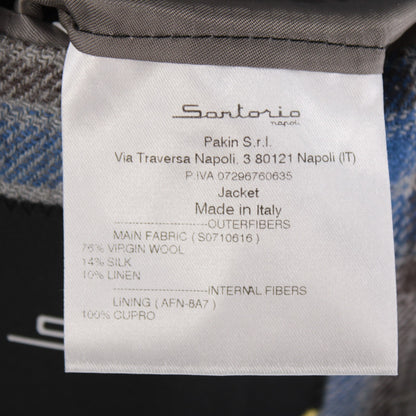 Sartorio
napoli
Pakin S.r.l.
Via Traversa Napoli, 3 80121 Napoli (IT)
P.IVA 07296760635
Jacket
Made in Italy
--------------------OUTERFIBERS
MAIN FABRIC ( S0710616 )
76% VIRGIN WOOL
14% SILK
10% LINEN
--------------------INTERNAL FIBERS
LINING ( AFN-8A7 )
100% CUPRO